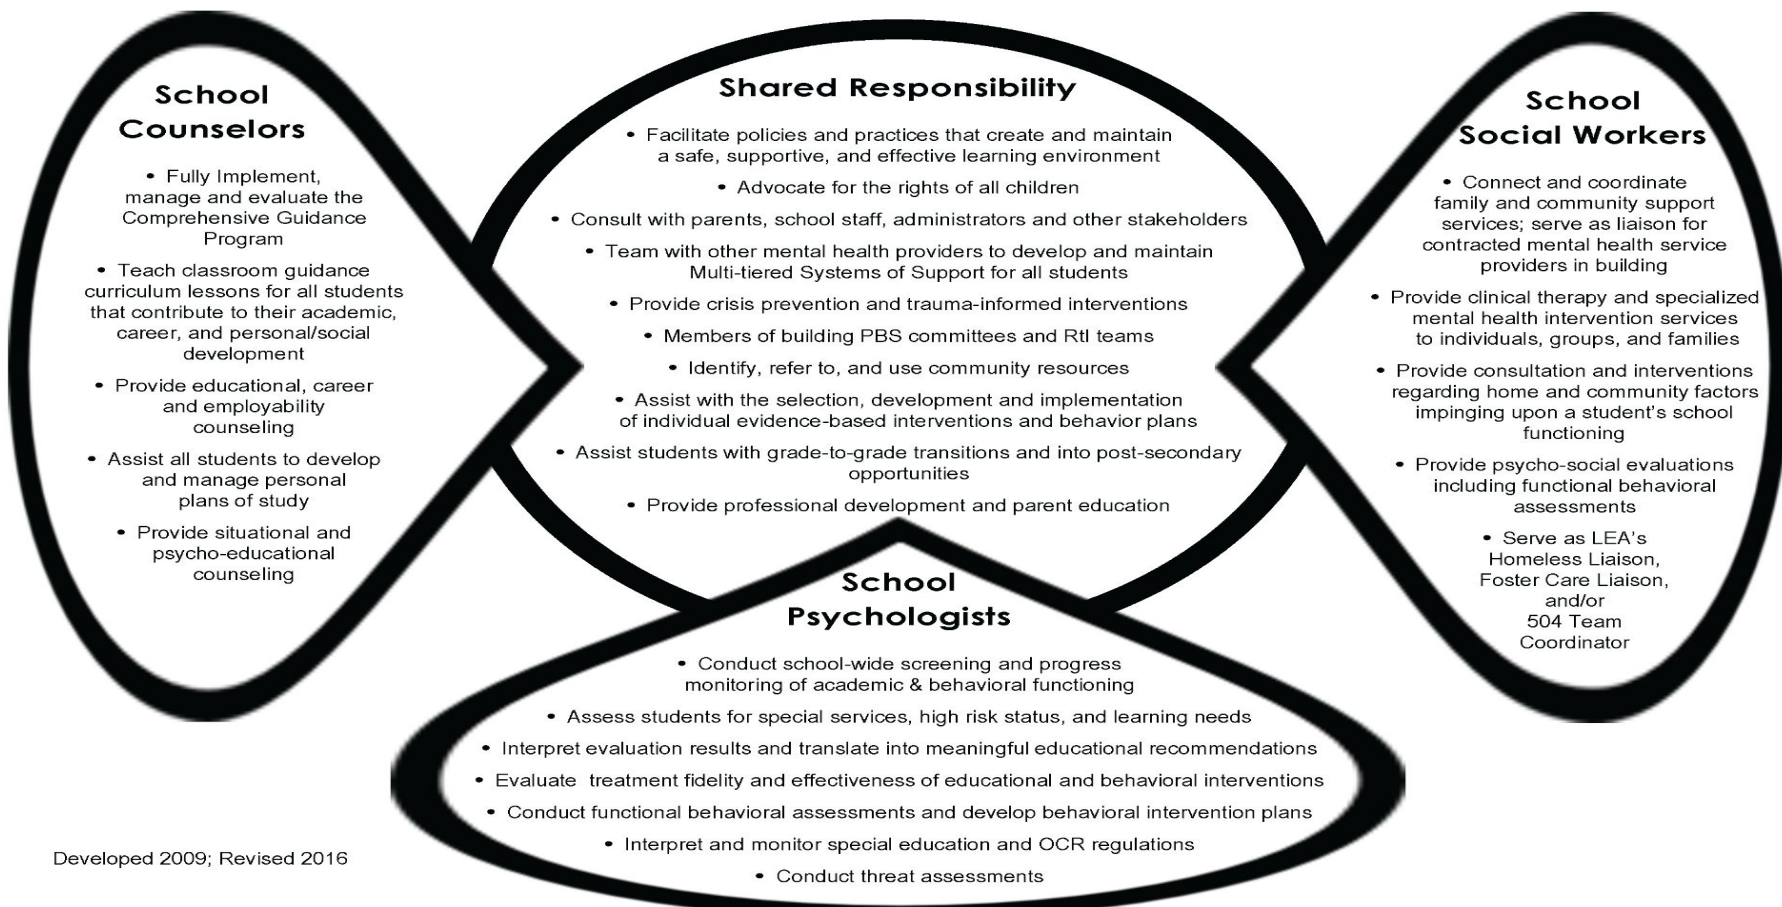 School
Counselors
• Fully Implement,
manage and evaluate the
Comprehensive Guidance
Program
• Teach classroom guidance
curriculum lessons for all students
that contribute to their academic,
career, and personal/social
development
• Provide educational, career
and employability
counseling
• Assist all students to develop
and manage personal
plans of study
• Provide situational and
psycho-educational
counseling
Shared Responsibility
• Facilitate policies and practices that create and maintain
a safe, supportive, and effective learning environment
• Advocate for the rights of all children
• Consult with parents, school staff, administrators and other stakeholders
• Team with other mental health providers to develop and maintain
Multi-tiered Systems of Support for all students
• Provide crisis prevention and trauma-informed interventions
• Members of building PBS committees and RtI teams
• Identify, refer to, and use community resources
• Assist with the selection, development and implementation
of individual evidence-based interventions and behavior plans
• Assist students with grade-to-grade transitions and into post-secondary
opportunities
• Provide professional development and parent education
School
Social Workers
• Connect and coordinate
family and community support
services; serve as liaison for
contracted mental health service
providers in building
• Provide clinical therapy and specialized
mental health intervention services
to individuals, groups, and families
• Provide consultation and interventions
regarding home and community factors
impinging upon a student's school
functioning
• Provide psycho-social evaluations
including functional behavioral
assessments
• Serve as LEA's
Homeless Liaison,
Foster Care Liaison,
and/or
504 Team
Coordinator
School
Psychologists
• Conduct school-wide screening and progress
monitoring of academic & behavioral functioning
• Assess students for special services, high risk status, and learning needs
• Interpret evaluation results and translate into meaningful educational recommendations
• Evaluate treatment fidelity and effectiveness of educational and behavioral interventions
• Conduct functional behavioral assessments and develop behavioral intervention plans
• Interpret and monitor special education and OCR regulations
• Conduct threat assessments
Developed 2009; Revised 2016